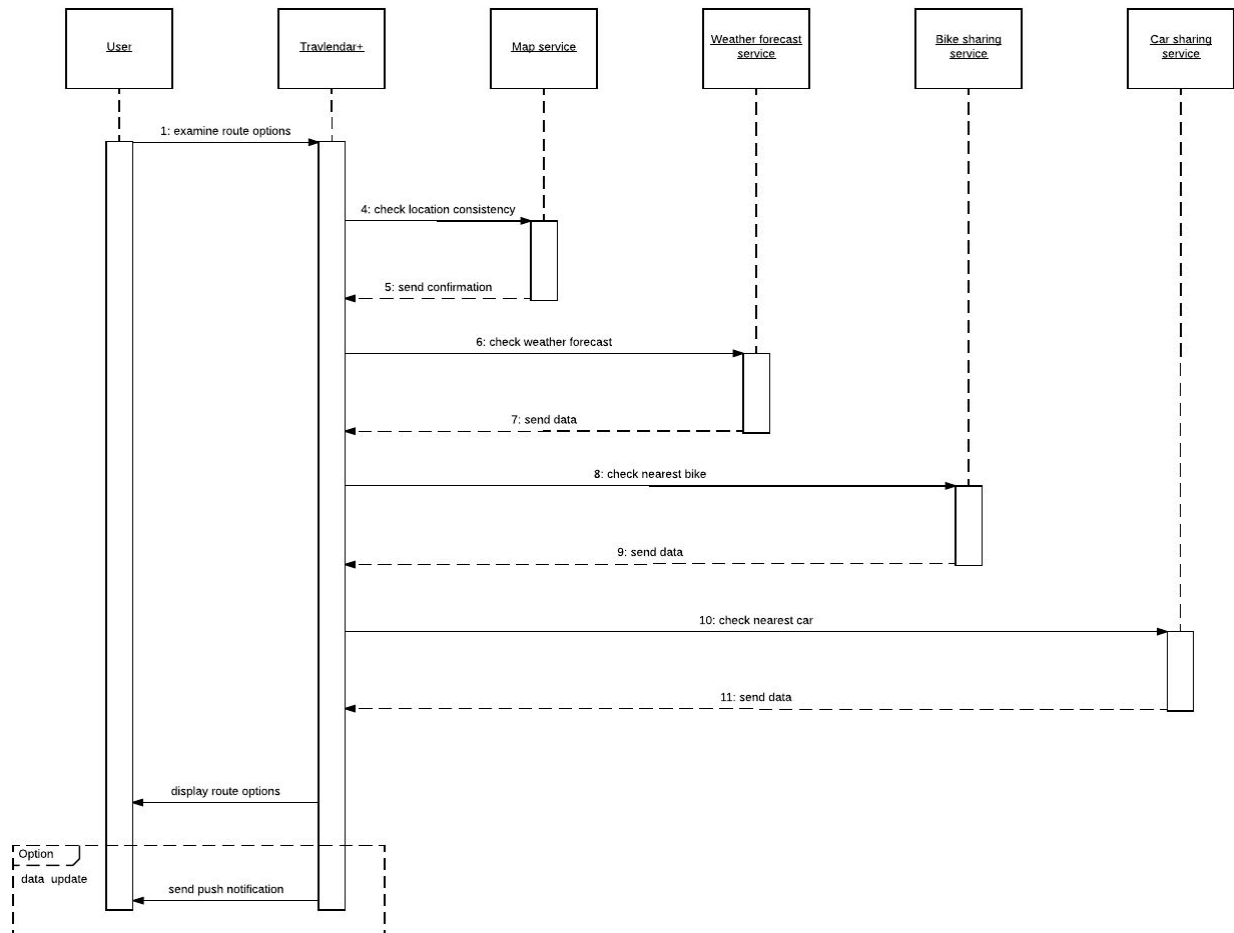 User
Travlendar+
Map service
Weather forecast
service
Bike sharing
service
Car sharing
service
1: examine route options
4: check location consistency
5: send confirmation
6: check weather forecast
7: send data
8: check nearest bike
9: send data
10: check nearest car
11: send data
display route options
Option
data update
send push notification